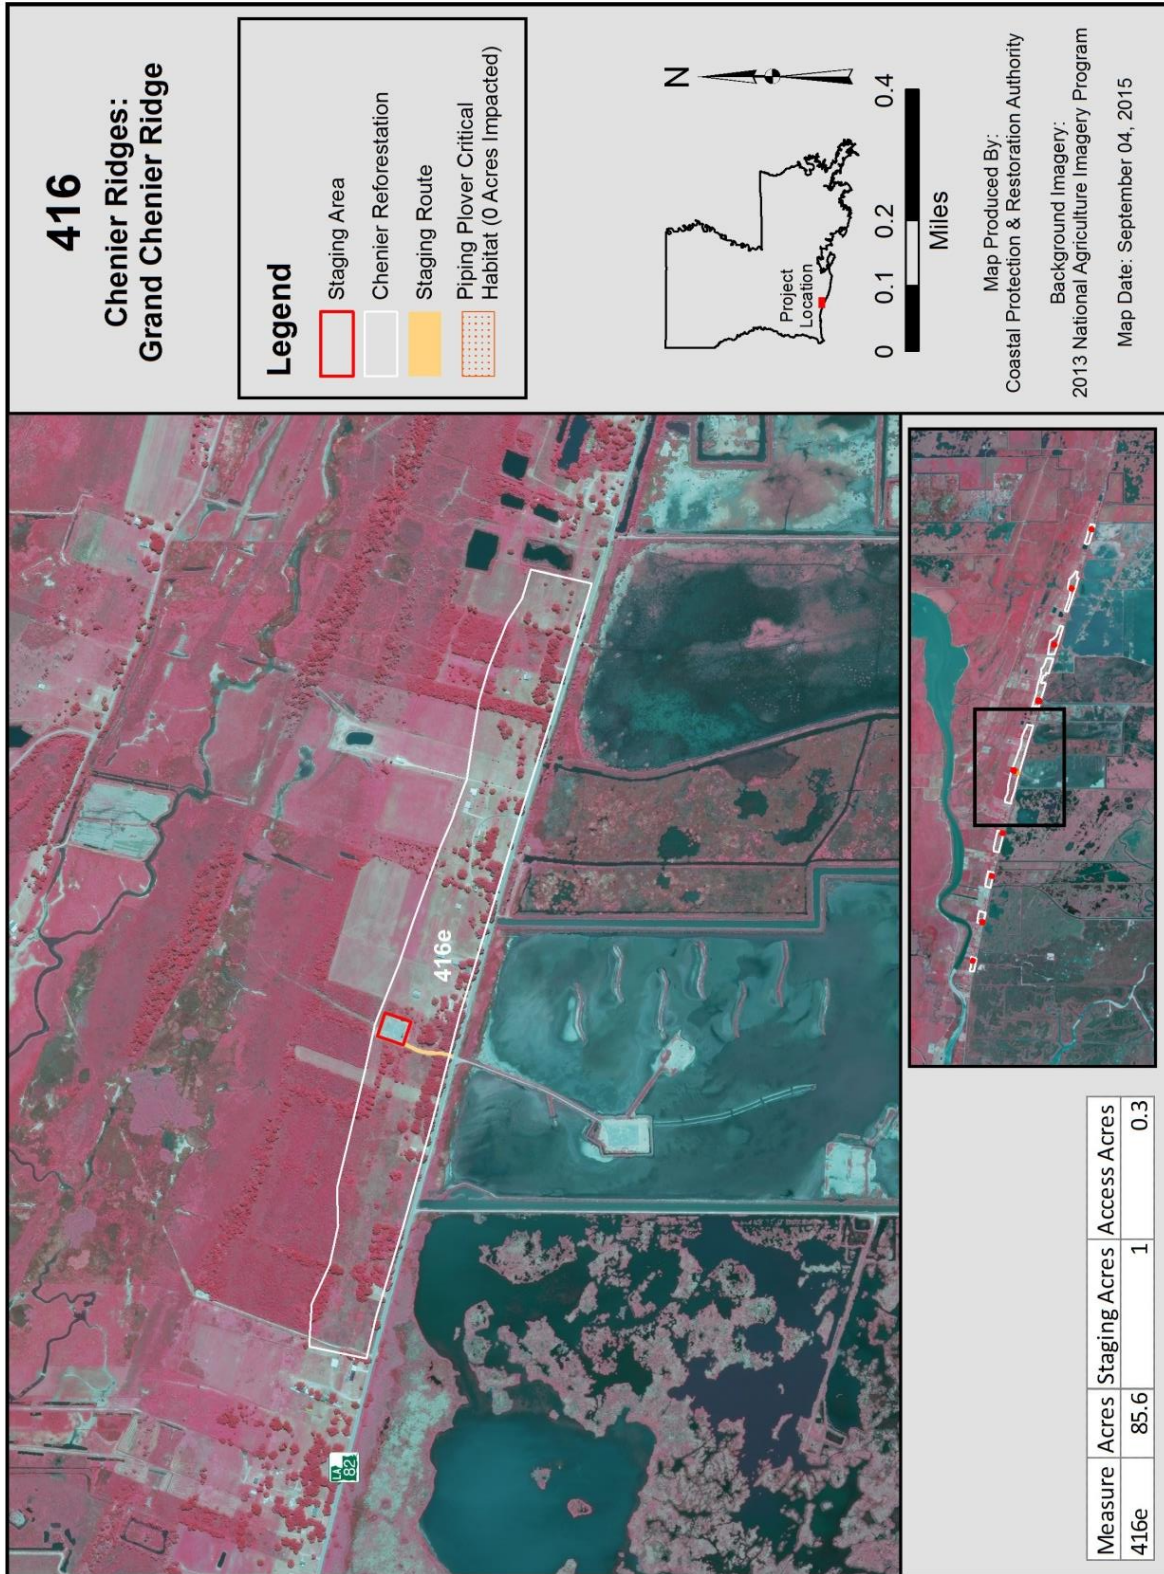 416
Chenier Ridges:
Grand Chenier Ridge
Legend
Staging Area
Chenier Reforestation
Staging Route
Piping Plover Critical
Habitat (0 Acres Impacted)
N
Project
Location
0 0.1 0.2 0.4
Miles
Map Produced By:
Coastal Protection & Restoration Authority
Background Imagery:
2013 National Agriculture Imagery Program
Map Date: September 04, 2015
LA
82
416e
Measure Acres Staging Acres Access Acres
416e 85.6 1 0.3